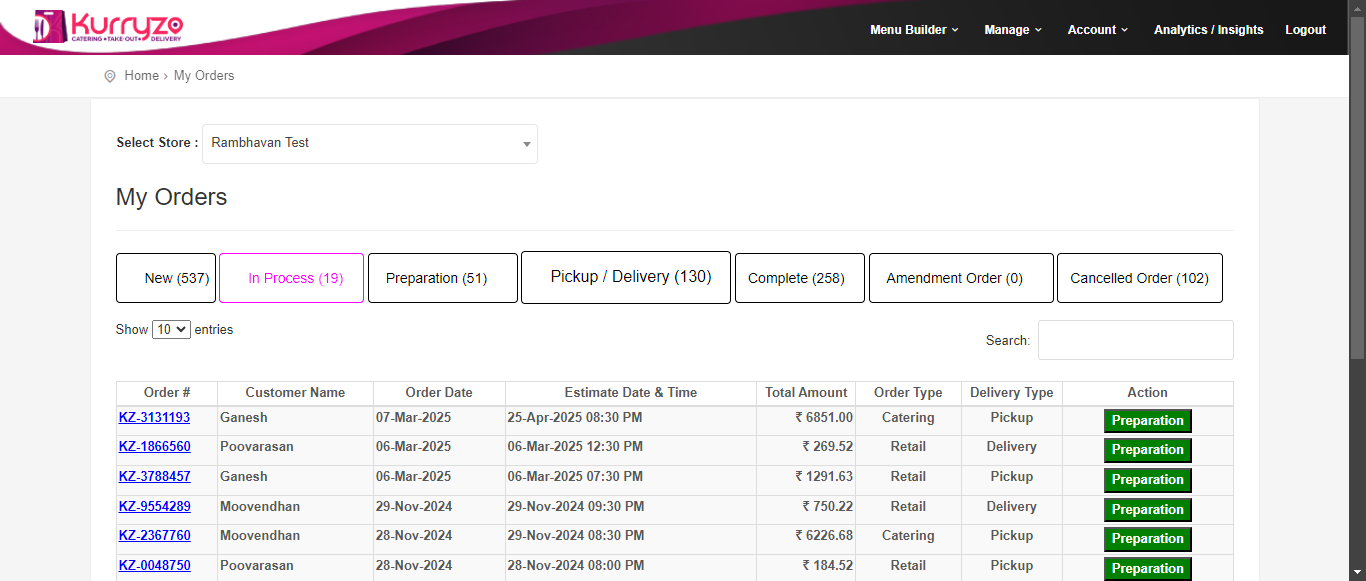 Kurryzo
CATERING • TAKE-OUT • DELIVERY
Menu Builder Manage Account Analytics / Insights Logout
Home › My Orders
Select Store : Rambhavan Test
My Orders
New (537) In Process (19) Preparation (51) Pickup / Delivery (130) Complete (258) Amendment Order (0) Cancelled Order (102)
Show 10 entries
Search:
Order # Customer Name Order Date Estimate Date & Time Total Amount Order Type Delivery Type Action
KZ-3131193 Ganesh 07-Mar-2025 25-Apr-2025 08:30 PM ₹ 6851.00 Catering Pickup Preparation
KZ-1866560 Poovarasan 06-Mar-2025 06-Mar-2025 12:30 PM ₹ 269.52 Retail Delivery Preparation
KZ-3788457 Ganesh 06-Mar-2025 06-Mar-2025 07:30 PM ₹ 1291.63 Retail Pickup Preparation
KZ-9554289 Moovendhan 29-Nov-2024 29-Nov-2024 09:30 PM ₹ 750.22 Retail Delivery Preparation
KZ-2367760 Moovendhan 28-Nov-2024 29-Nov-2024 08:30 PM ₹ 6226.68 Catering Pickup Preparation
KZ-0048750 Poovarasan 28-Nov-2024 28-Nov-2024 08:00 PM ₹ 184.52 Retail Pickup Preparation